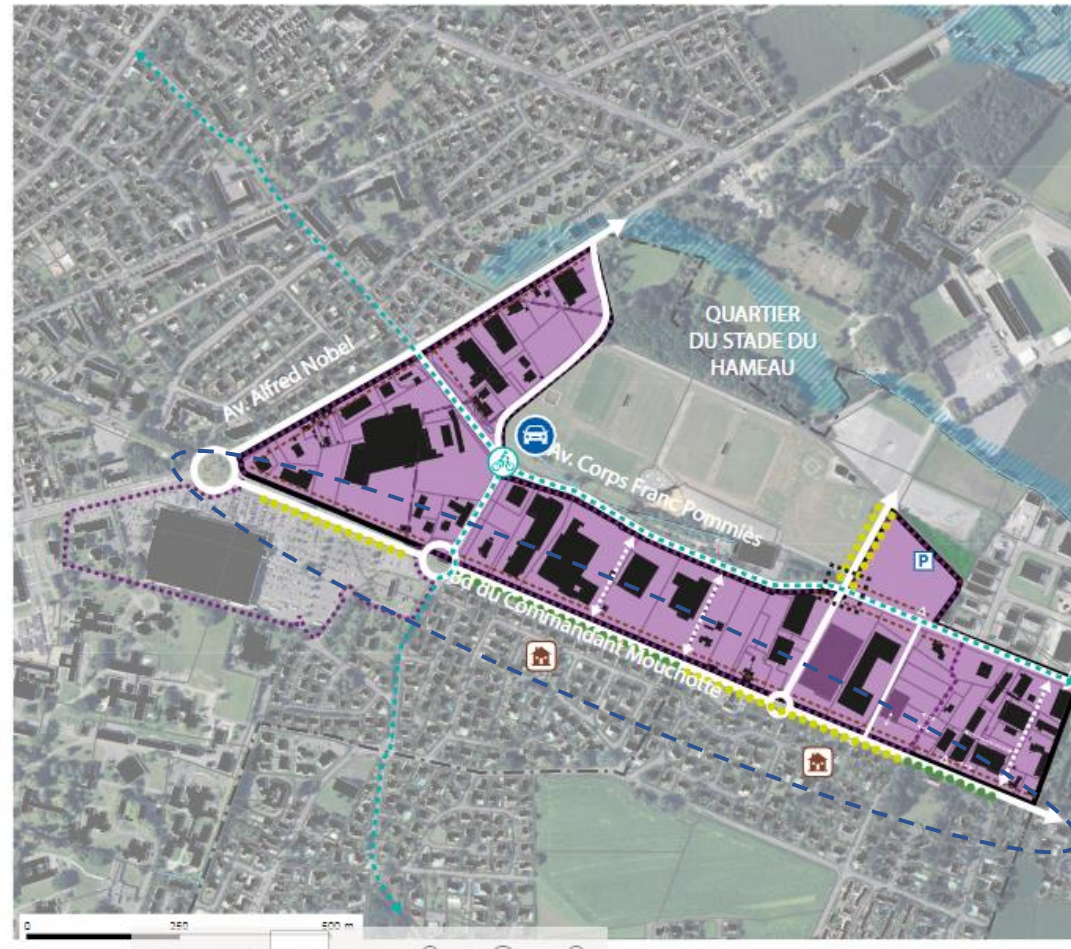 QUARTIER
DU STADE DU
HAMEAU
Av. Alfred Nobel
Av. Corps Franc Pommiès
P
Bd du Commandant Mouchotte
0 250 500 m